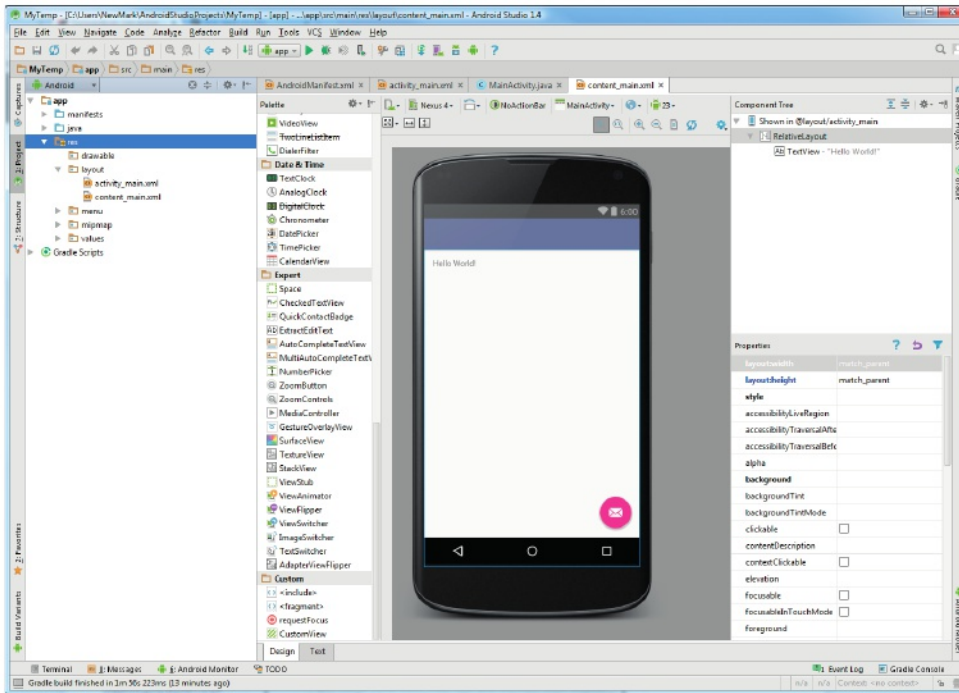 MyTemp - [C:\Users\NewMark\AndroidStudioProjects\MyTemp] - [app] - ...\app\src\main\res\layout\content_main.xml - Android Studio 1.4
File Edit View Navigate Code Analyze Refactor Build Run Tools VCS Window Help
app
MyTemp app src main res
Android
AndroidManifest.xml activity_main.xml MainActivity.java content_main.xml
Captures
1: Project
2: Structure
2: Favorites
Build Variants
app
manifests
java
res
drawable
layout
activity_main.xml
content_main.xml
menu
mipmap
values
Gradle Scripts
Palette
VideoView
TwoLineListItem
DialerFilter
Date & Time
TextClock
AnalogClock
DigitalClock
Chronometer
DatePicker
TimePicker
CalendarView
Expert
Space
CheckedTextView
QuickContactBadge
ExtractEditText
AutoCompleteTextView
MultiAutoCompleteTextV
NumberPicker
ZoomButton
ZoomControls
MediaController
GestureOverlayView
SurfaceView
TextureView
StackView
ViewStub
ViewAnimator
ViewFlipper
ViewSwitcher
ImageSwitcher
TextSwitcher
AdapterViewFlipper
Custom
<include>
<fragment>
requestFocus
CustomView
Nexus 4 NoActionBar MainActivity 23
6:00
Hello World!
Design Text
Component Tree
Shown in @layout/activity_main
RelativeLayout
Ab TextView - "Hello World!"
Properties
layout:width match_parent
layout:height match_parent
style
accessibilityLiveRegion
accessibilityTraversalAfte
accessibilityTraversalBefo
alpha
background
backgroundTint
backgroundTintMode
clickable
contentDescription
contextClickable
elevation
focusable
focusableInTouchMode
foreground
Terminal 0: Messages 6: Android Monitor TODO
Event Log Gradle Console
Gradle build finished in 1m 56s 223ms (13 minutes ago)
n/a n/a Context: <no context>